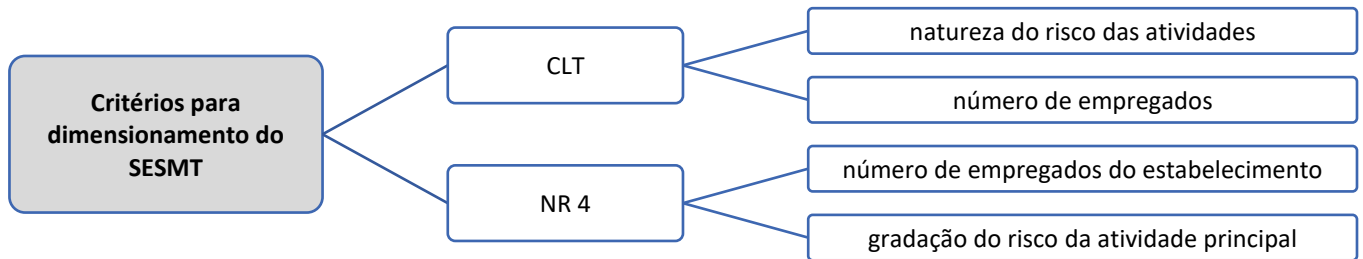 Critérios para
dimensionamento do
SESMT
CLT
natureza do risco das atividades
número de empregados
NR 4
número de empregados do estabelecimento
gradação do risco da atividade principal